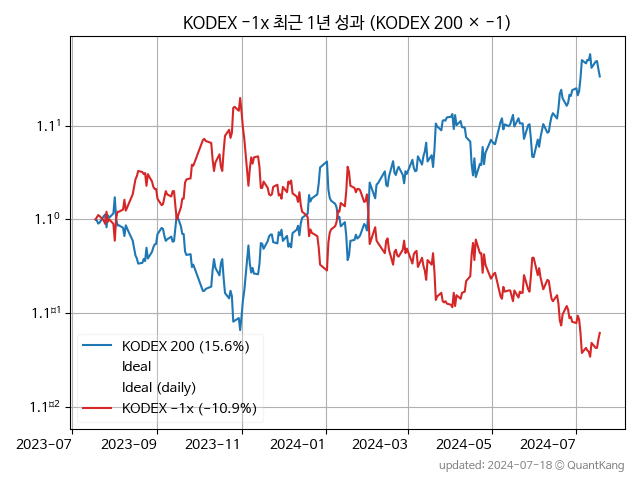 KODEX −1x 최근 1년 성과 (KODEX 200 × −1)
1.1¹
1.1⁰
1.1¤¹
1.1¤²
KODEX 200 (15.6%)
Ideal
Ideal (daily)
KODEX −1x (−10.9%)
2023-07 2023-09 2023-11 2024-01 2024-03 2024-05 2024-07
updated: 2024-07-18 © QuantKang